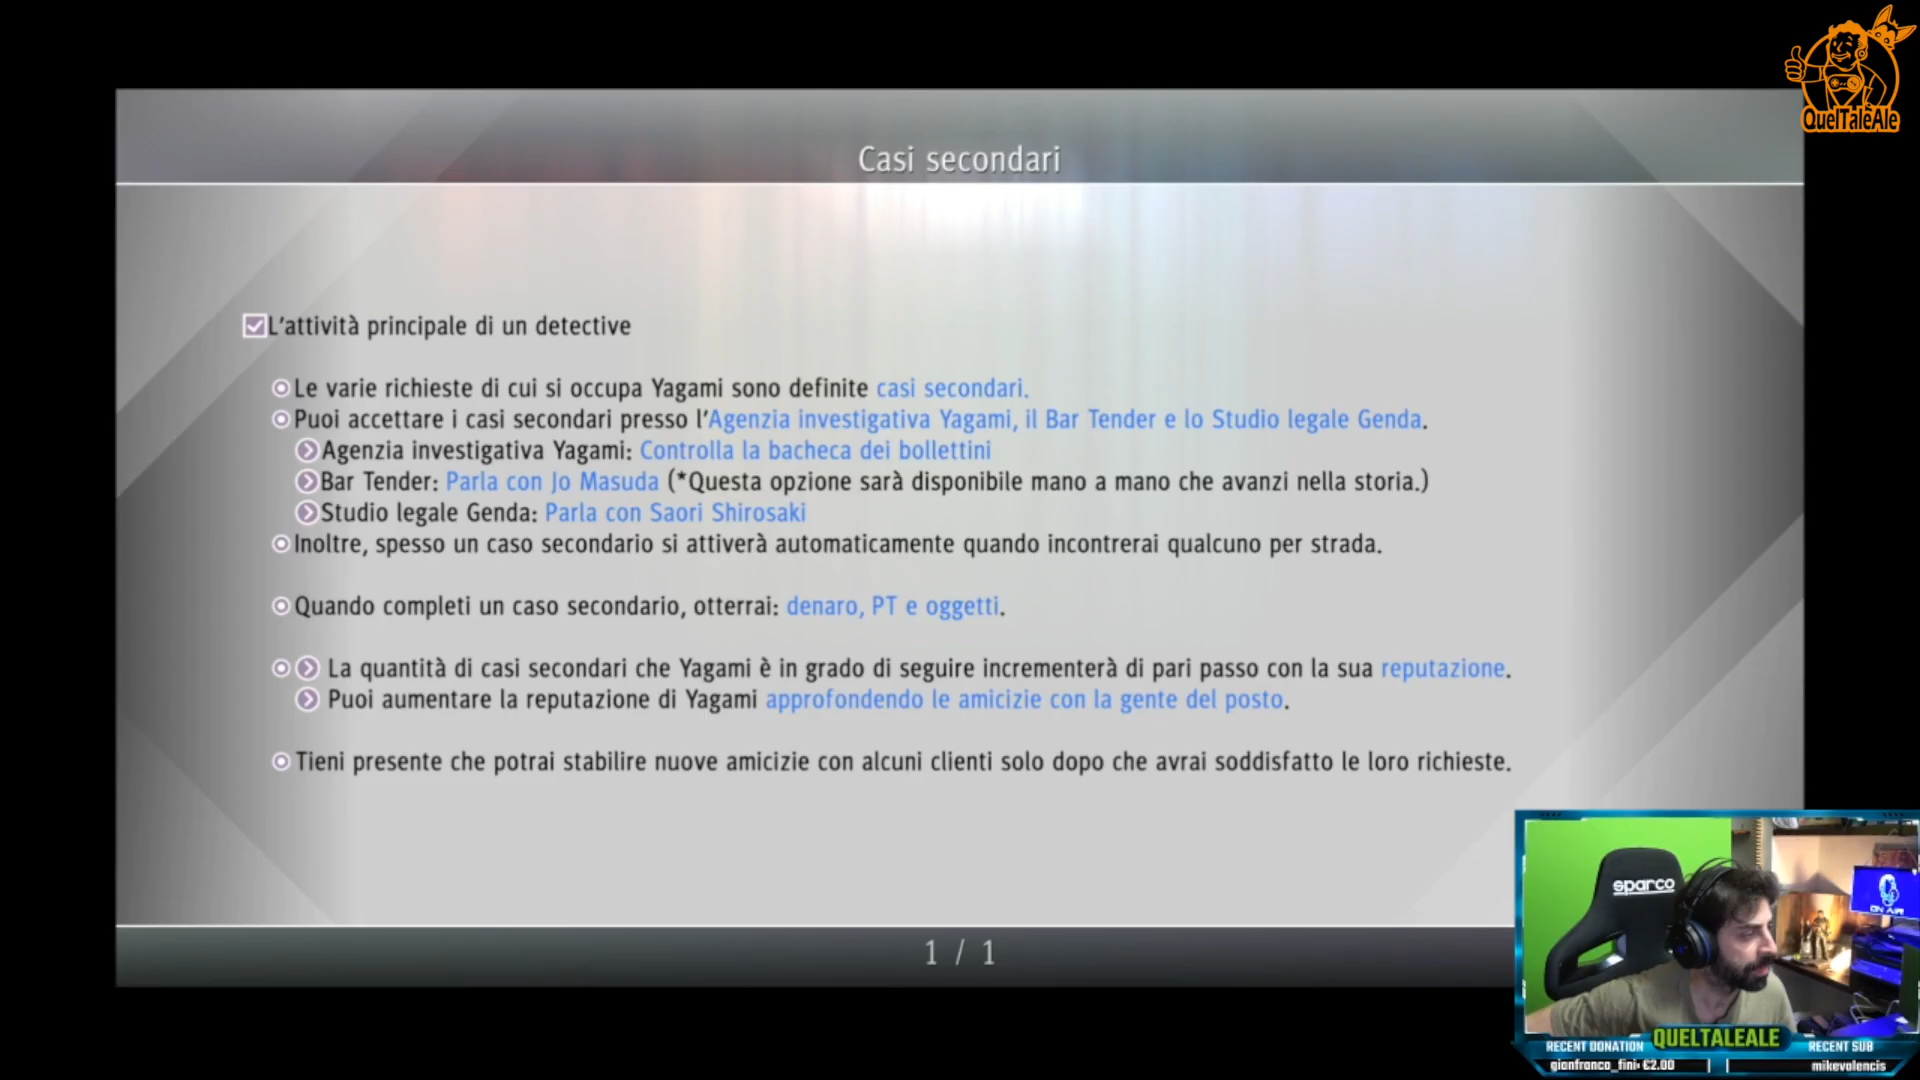 QuelTaleAle
Casi secondari
L'attività principale di un detective
Le varie richieste di cui si occupa Yagami sono definite casi secondari.
Puoi accettare i casi secondari presso l'Agenzia investigativa Yagami, il Bar Tender e lo Studio legale Genda.
Agenzia investigativa Yagami: Controlla la bacheca dei bollettini
Bar Tender: Parla con Jo Masuda (*Questa opzione sarà disponibile mano a mano che avanzi nella storia.)
Studio legale Genda: Parla con Saori Shirosaki
Inoltre, spesso un caso secondario si attiverà automaticamente quando incontrerai qualcuno per strada.
Quando completi un caso secondario, otterrai: denaro, PT e oggetti.
La quantità di casi secondari che Yagami è in grado di seguire incrementerà di pari passo con la sua reputazione.
Puoi aumentare la reputazione di Yagami approfondendo le amicizie con la gente del posto.
Tieni presente che potrai stabilire nuove amicizie con alcuni clienti solo dopo che avrai soddisfatto le loro richieste.
1 / 1
sparco
ON AIR
QUELTALEALE
RECENT DONATION
RECENT SUB
gianfranco_fini• €2.00
mikevalencis